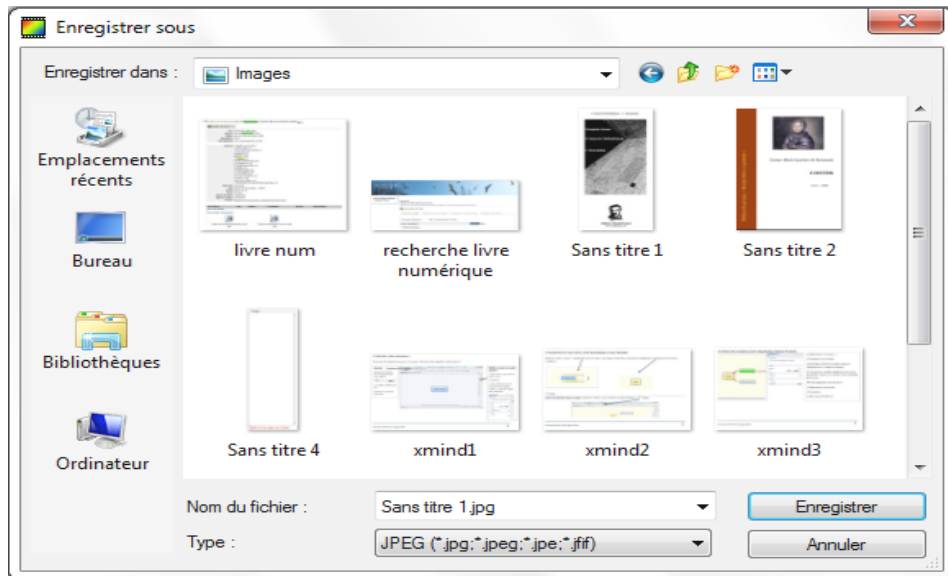 Enregistrer sous
Enregistrer dans :
Images
Emplacements
récents
Bureau
Bibliothèques
Ordinateur
livre num
recherche livre
numérique
Sans titre 1
Sans titre 2
Sans titre 4
xmind1
xmind2
xmind3
Nom du fichier :
Sans titre 1.jpg
Enregistrer
Type :
JPEG (*.jpg;*.jpeg;*.jpe;*.jfif)
Annuler